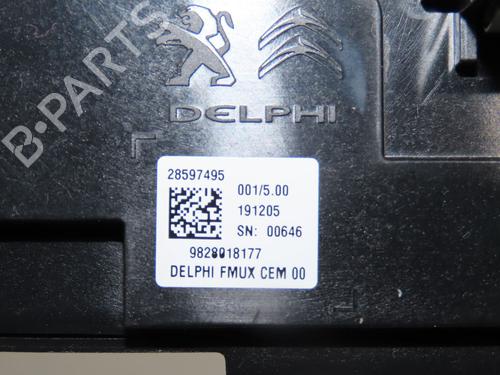 B-PARTS
DELPHI
28597495
001/5.00
191205
SN: 00646
9828018177
DELPHI FMUX CEM 00